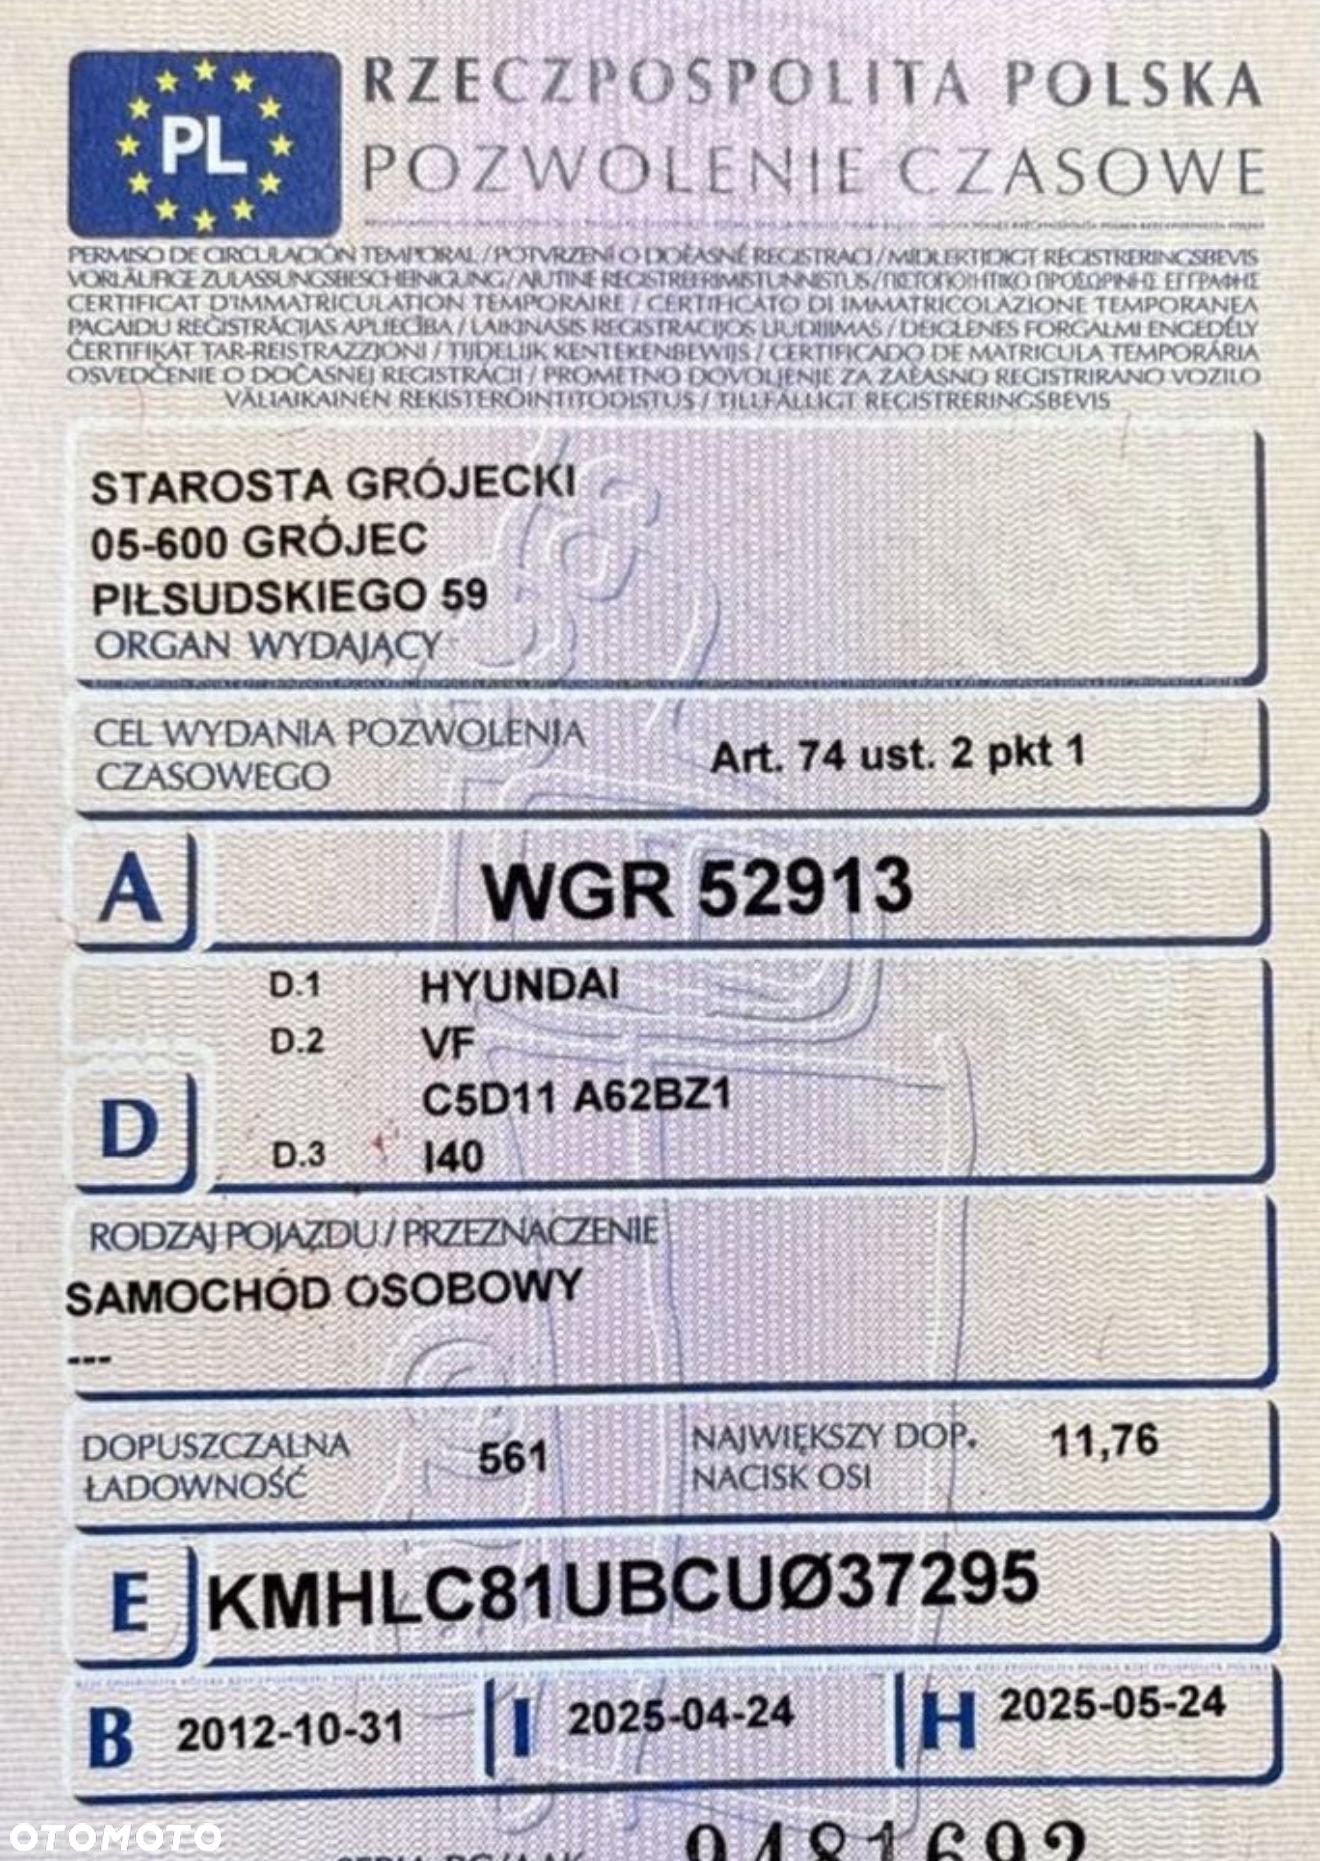 PL
RZECZPOSPOLITA POLSKA
POZWOLENIE CZASOWE
PERMISO DE CIRCULACIÓN TEMPORAL / POTVRZENÍ O DOČASNÉ REGISTRACI / MIDLERTIDIGT REGISTRERINGSBEVIS
VORLÄUFIGE ZULASSUNGSBESCHEINIGUNG / AJUTINE REGISTREERIMISTUNNISTUS /
CERTIFICAT D'IMMATRICULATION TEMPORAIRE / CERTIFICATO DI IMMATRICOLAZIONE TEMPORANEA
PAGAIDU REĢISTRĀCIJAS APLIECĪBA / LAIKINASIS REGISTRACIJOS LIUDIJIMAS / IDEIGLENES FORGALMI ENGEDÉLY
ĊERTIFIKAT TAR-REĠISTRAZZJONI / TIJDELIJK KENTEKENBEWIJS / CERTIFICADO DE MATRICULA TEMPORÁRIA
OSVEDČENIE O DOČASNEJ REGISTRÁCII / PROMETNO DOVOLJENJE ZA ZAČASNO REGISTRIRANO VOZILO
VÄLIAIKAINEN REKISTERÖINTITODISTUS / TILLFÄLLIGT REGISTRERINGSBEVIS
STAROSTA GRÓJECKI
05-600 GRÓJEC
PIŁSUDSKIEGO 59
ORGAN WYDAJĄCY
CEL WYDANIA POZWOLENIA
CZASOWEGO
Art. 74 ust. 2 pkt 1
A WGR 52913
D.1 HYUNDAI
D.2 VF
C5D11 A62BZ1
D
D.3 I40
RODZAJ POJAZDU / PRZEZNACZENIE
SAMOCHÓD OSOBOWY
---
DOPUSZCZALNA
ŁADOWNOŚĆ
561
NAJWIĘKSZY DOP.
NACISK OSI
11,76
E KMHLC81UBCUØ37295
B 2012-10-31 I 2025-04-24 H 2025-05-24
OTOMOTO
9481692